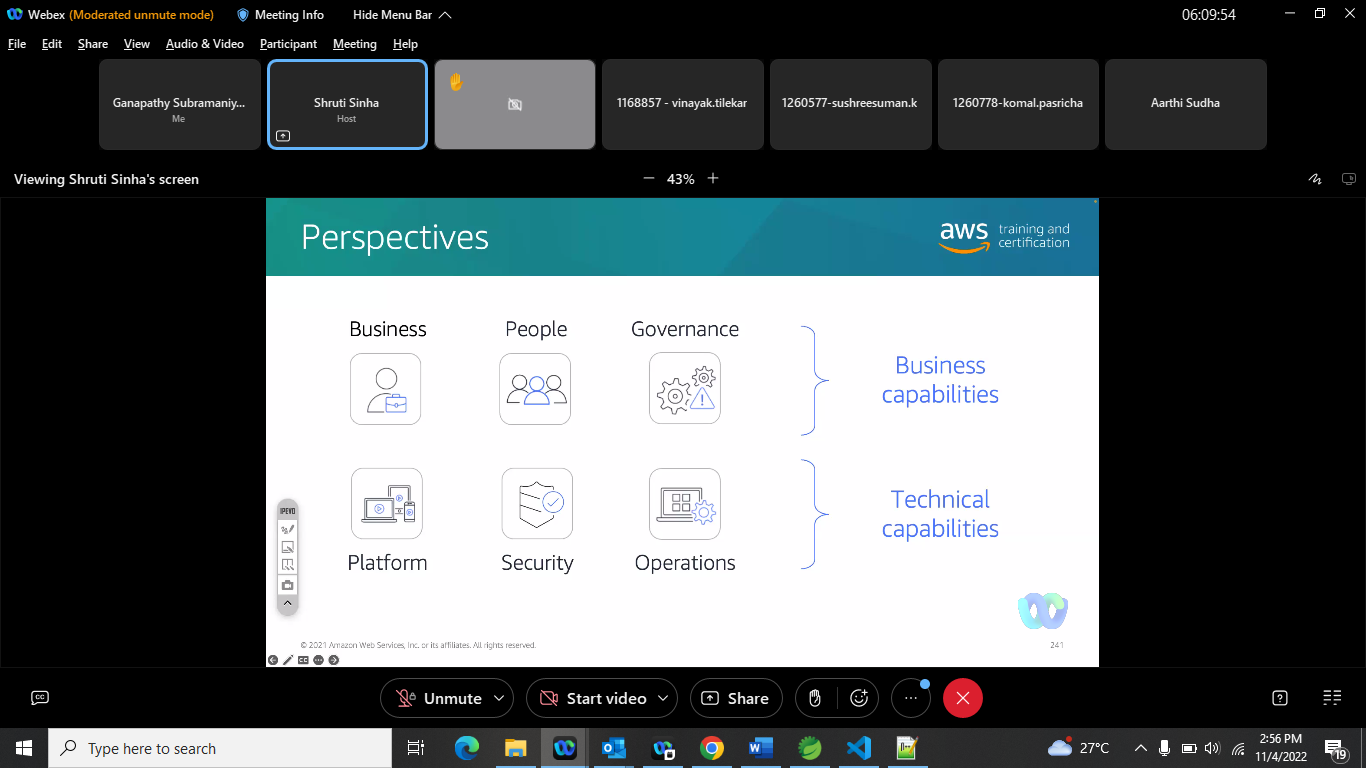 Webex (Moderated unmute mode) Meeting Info Hide Menu Bar 06:09:54
File Edit Share View Audio & Video Participant Meeting Help
Ganapathy Subramaniy...
Me
Shruti Sinha
Host
1168857 - vinayak.tilekar
1260577-sushreesuman.k
1260778-komal.pasricha
Aarthi Sudha
Viewing Shruti Sinha's screen
43%
Perspectives
aws training and
certification
Business People Governance
Business
capabilities
IPEVO
Technical
capabilities
Platform Security Operations
© 2021 Amazon Web Services, Inc. or its affiliates. All rights reserved.
241
CC
CC Unmute Start video Share
Type here to search
27°C
2:56 PM
11/4/2022
19